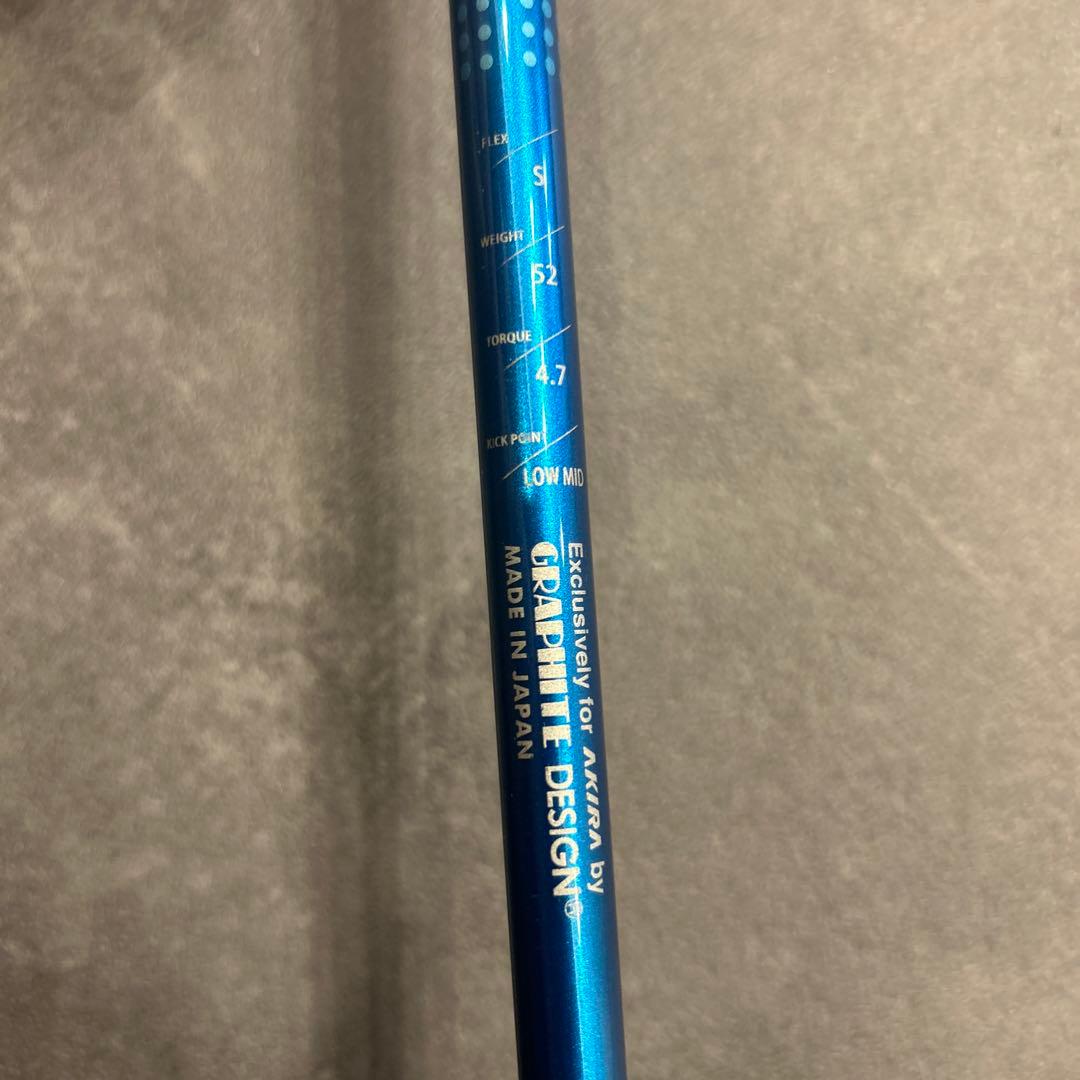 FLEX
S
WEIGHT
52
TORQUE
4.7
KICK POINT
LOW MID
Exclusively for AKIRA by
GRAPHITE DESIGN®
MADE IN JAPAN